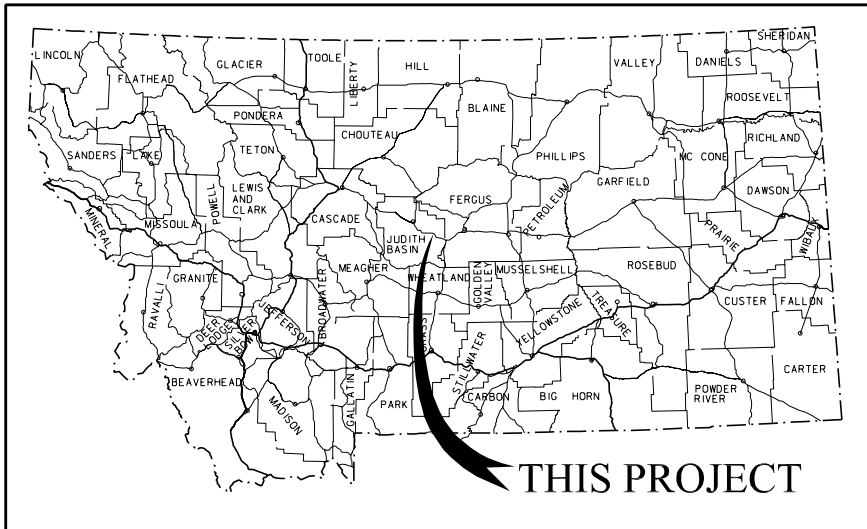 LINCOLN
FLATHEAD
GLACIER
TOOLE
LIBERTY
HILL
BLAINE
PHILLIPS
VALLEY
DANIELS
SHERIDAN
ROOSEVELT
RICHLAND
MC CONE
DAWSON
PONDERA
CHOUTEAU
TETON
SANDERS
LAKE
LEWIS
AND
CLARK
POWELL
MISSOULA
MINERAL
CASCADE
JUDITH
BASIN
FERGUS
PETROLEUM
GARFIELD
PRAIRIE
WIBAUX
MEAGHER
WHEATLAND
GOLDEN
VALLEY
MUSSELSHELL
ROSEBUD
CUSTER
FALLON
GRANITE
RAVALLI
DEER
LODGE
SILVER
BOW
JEFFERSON
BROADWATER
GRASS
YELLOWSTONE
TREASURE
STILLWATER
BEAVERHEAD
MADISON
GALLATIN
PARK
CARBON
BIG HORN
POWDER
RIVER
CARTER
THIS PROJECT